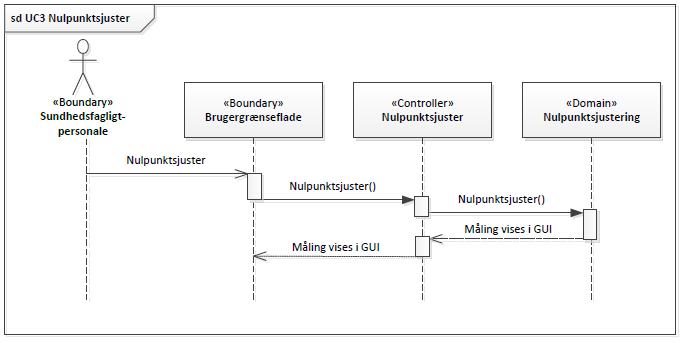 sd UC3 Nulpunktsjuster
«Boundary»
Sundhedsfagligt-
personale
«Boundary»
Brugergrænseflade
«Controller»
Nulpunktsjuster
«Domain»
Nulpunktsjustering
Nulpunktsjuster
Nulpunktsjuster()
Nulpunktsjuster()
Måling vises i GUI
Måling vises i GUI